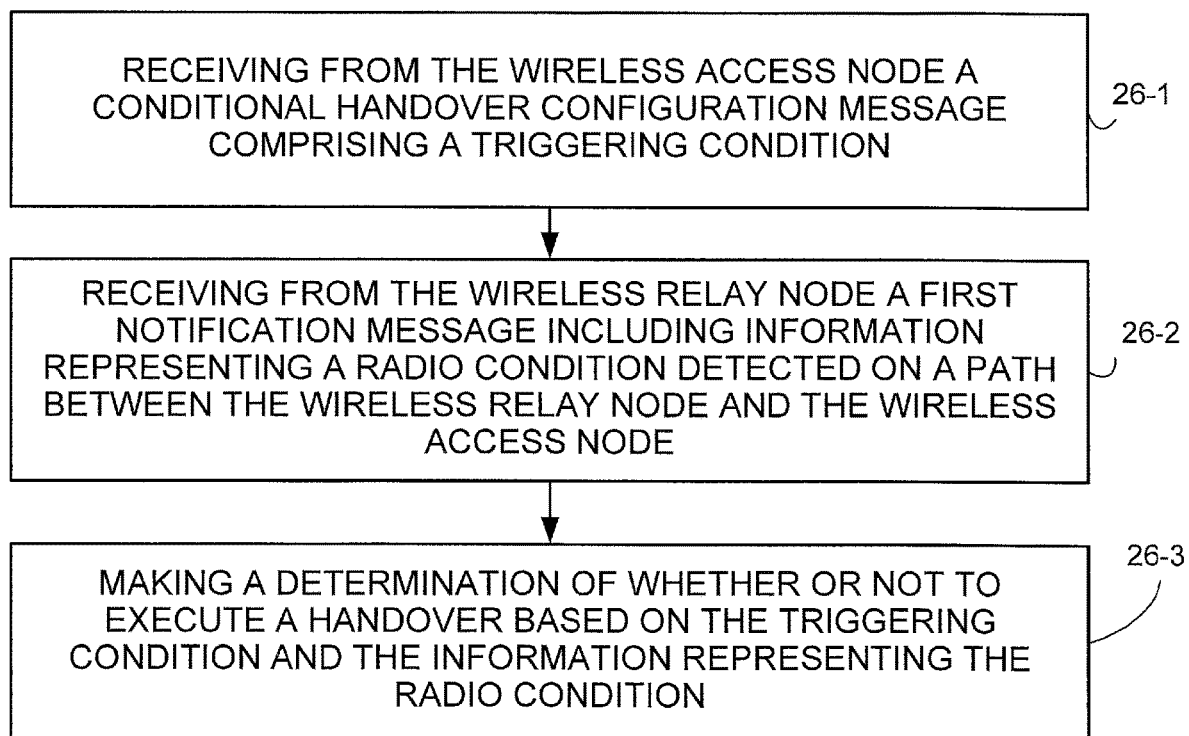 RECEIVING FROM THE WIRELESS ACCESS NODE A
CONDITIONAL HANDOVER CONFIGURATION MESSAGE
COMPRISING A TRIGGERING CONDITION
26-1
RECEIVING FROM THE WIRELESS RELAY NODE A FIRST
NOTIFICATION MESSAGE INCLUDING INFORMATION
REPRESENTING A RADIO CONDITION DETECTED ON A PATH
BETWEEN THE WIRELESS RELAY NODE AND THE WIRELESS
ACCESS NODE
26-2
MAKING A DETERMINATION OF WHETHER OR NOT TO
EXECUTE A HANDOVER BASED ON THE TRIGGERING
CONDITION AND THE INFORMATION REPRESENTING THE
RADIO CONDITION
26-3